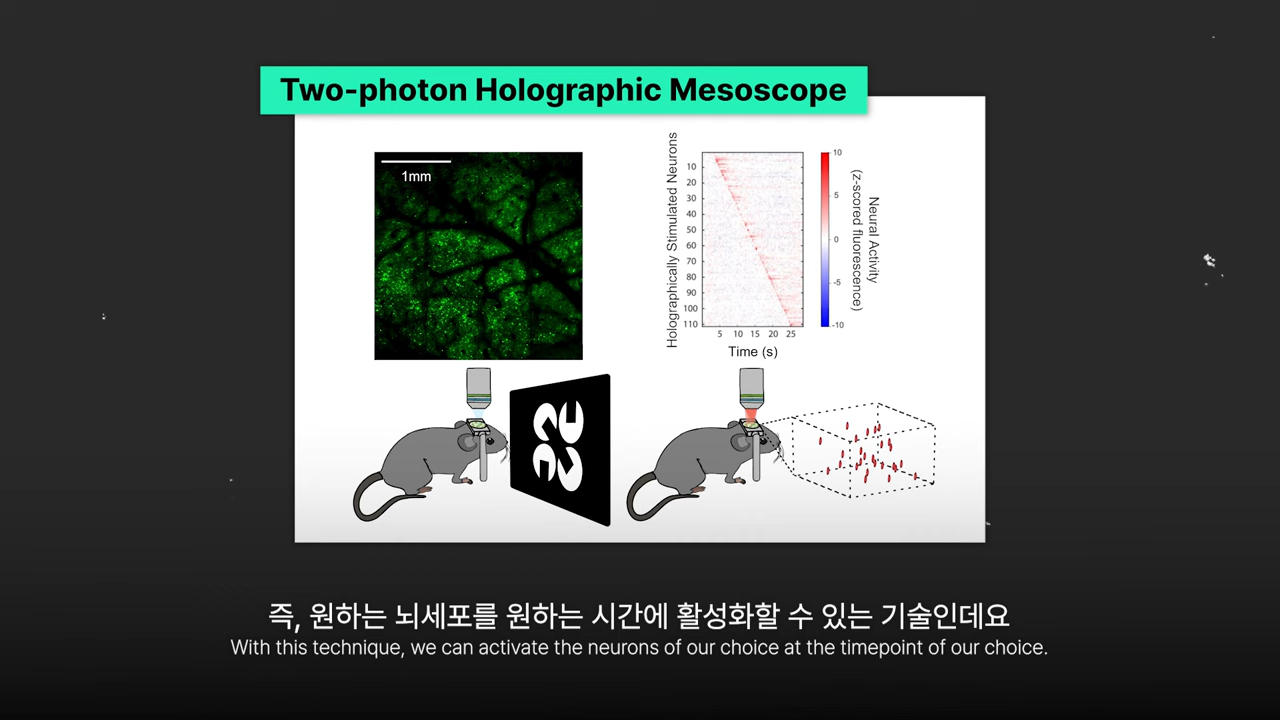 Two-photon Holographic Mesoscope
1mm
Holographically Stimulated Neurons
10
20
30
40
50
60
70
80
90
100
110
5 10 15 20 25
Time (s)
10
5
0
-5
-10
Neural Activity
(z-scored fluorescence)
즉, 원하는 뇌세포를 원하는 시간에 활성화할 수 있는 기술인데요
With this technique, we can activate the neurons of our choice at the timepoint of our choice.